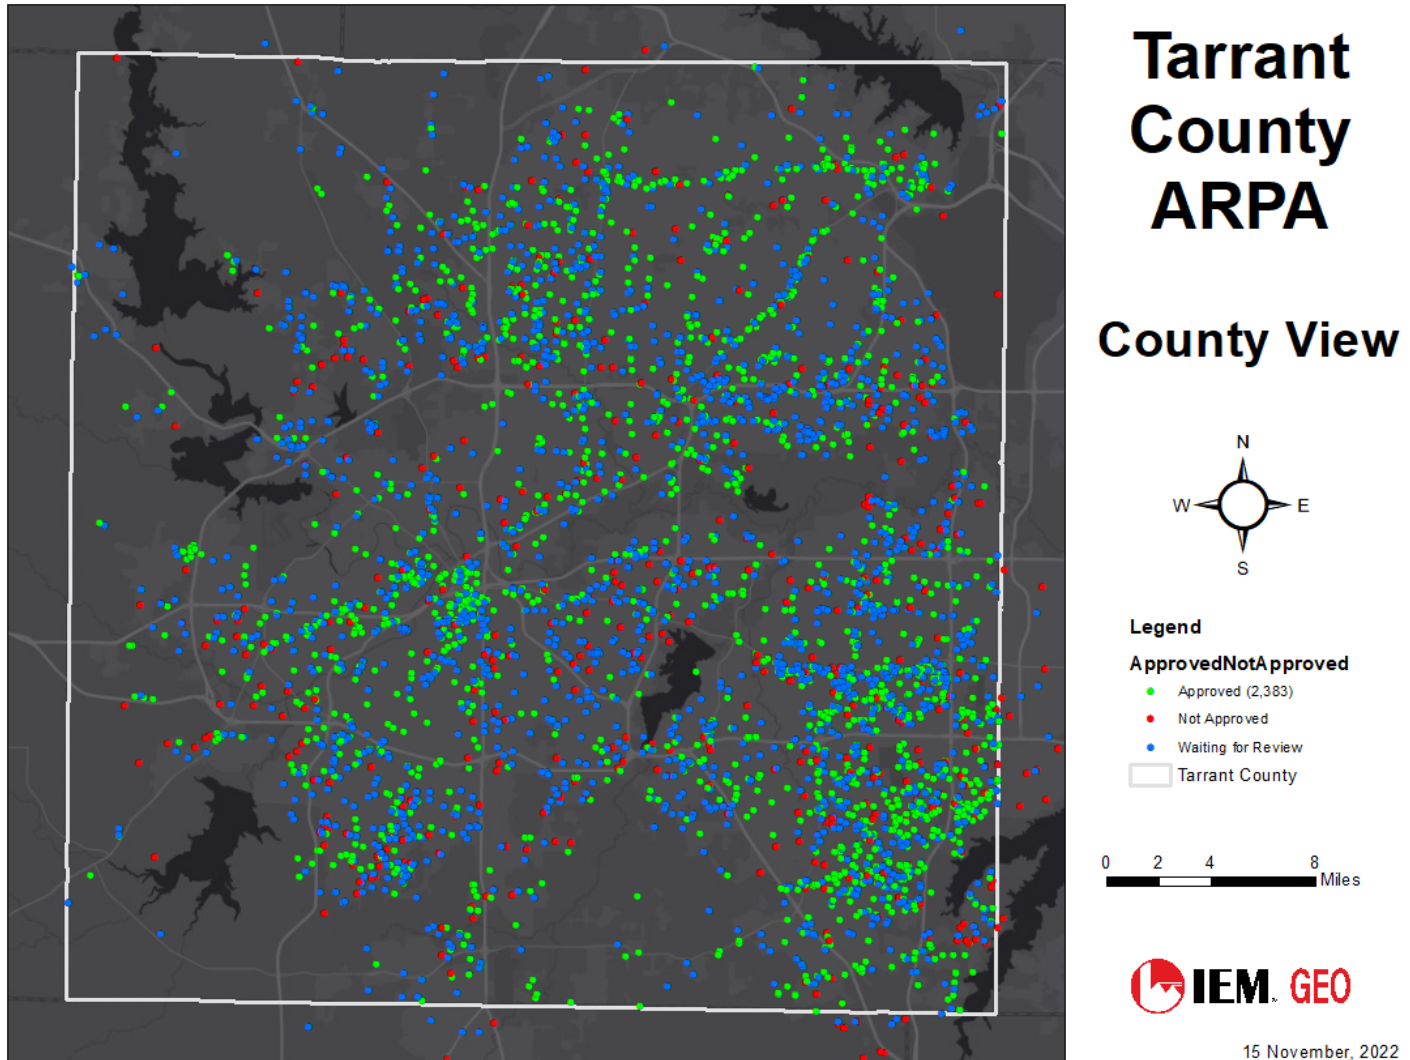 Tarrant
County
ARPA
County View
N
W E
S
Legend
ApprovedNotApproved
Approved (2,383)
Not Approved
Waiting for Review
Tarrant County
0 2 4 8
Miles
IEM. GEO
15 November, 2022